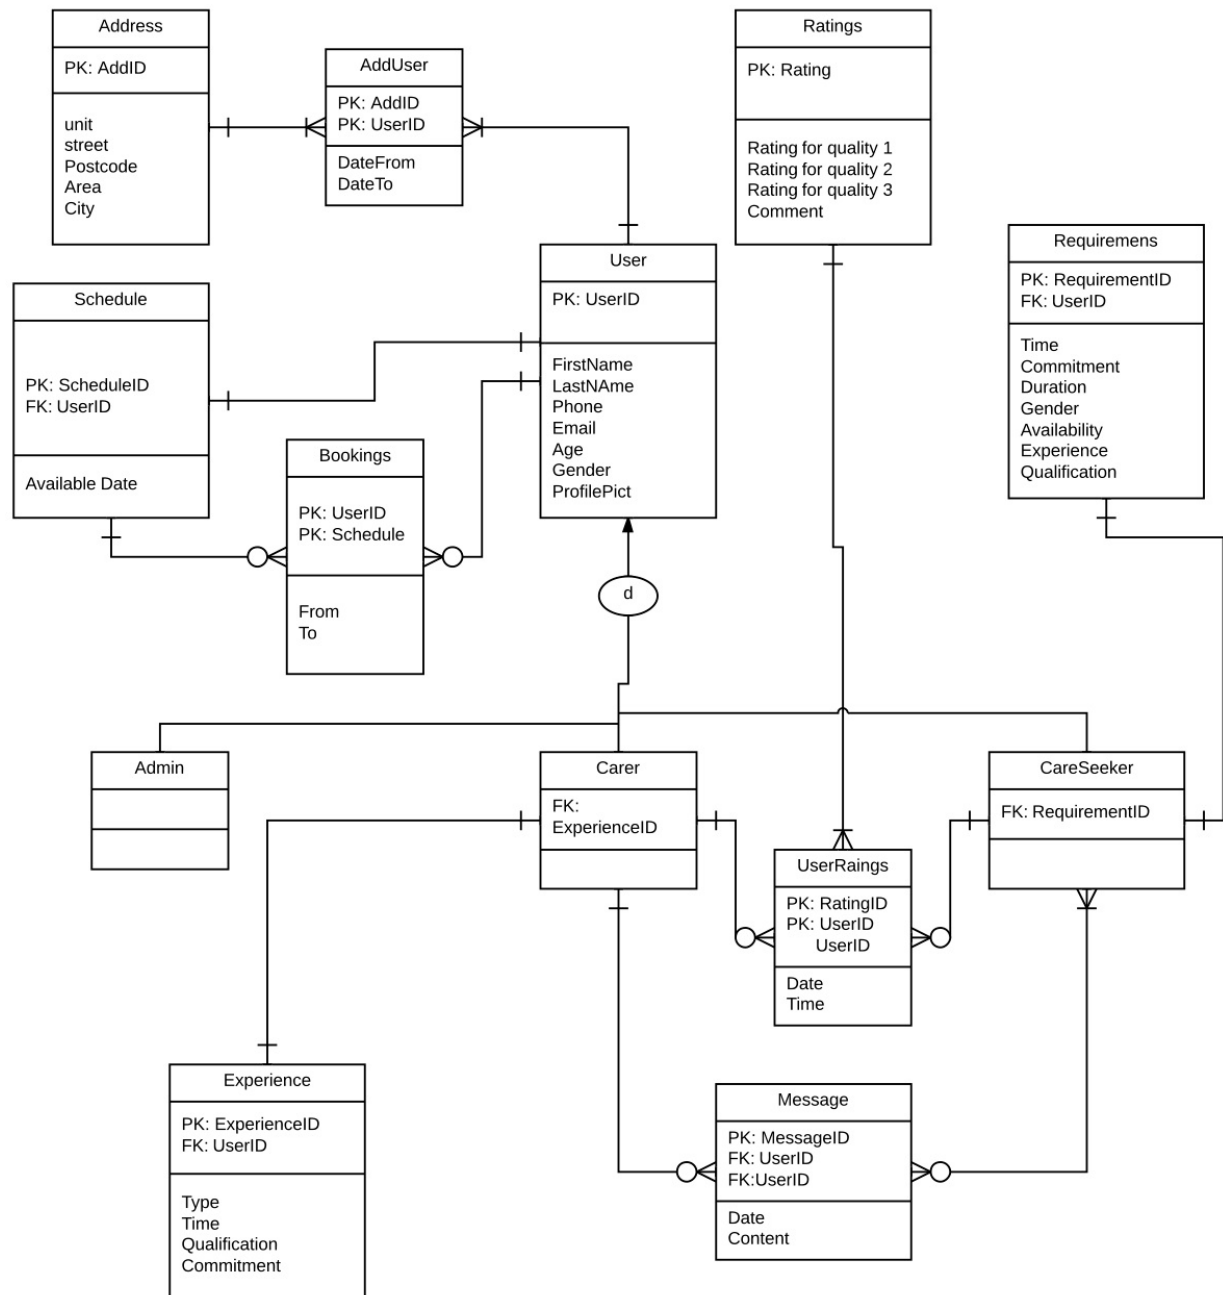 Address
PK: AddID
unit
street
Postcode
Area
City
AddUser
PK: AddID
PK: UserID
DateFrom
DateTo
Ratings
PK: Rating
Rating for quality 1
Rating for quality 2
Rating for quality 3
Comment
Requiremens
PK: RequirementID
FK: UserID
Time
Commitment
Duration
Gender
Availability
Experience
Qualification
User
PK: UserID
FirstName
LastNAme
Phone
Email
Age
Gender
ProfilePict
Schedule
PK: ScheduleID
FK: UserID
Available Date
Bookings
PK: UserID
PK: Schedule
From
To
d
Admin
Carer
FK:
ExperienceID
CareSeeker
FK: RequirementID
UserRaings
PK: RatingID
PK: UserID
UserID
Date
Time
Experience
PK: ExperienceID
FK: UserID
Type
Time
Qualification
Commitment
Message
PK: MessageID
FK: UserID
FK:UserID
Date
Content